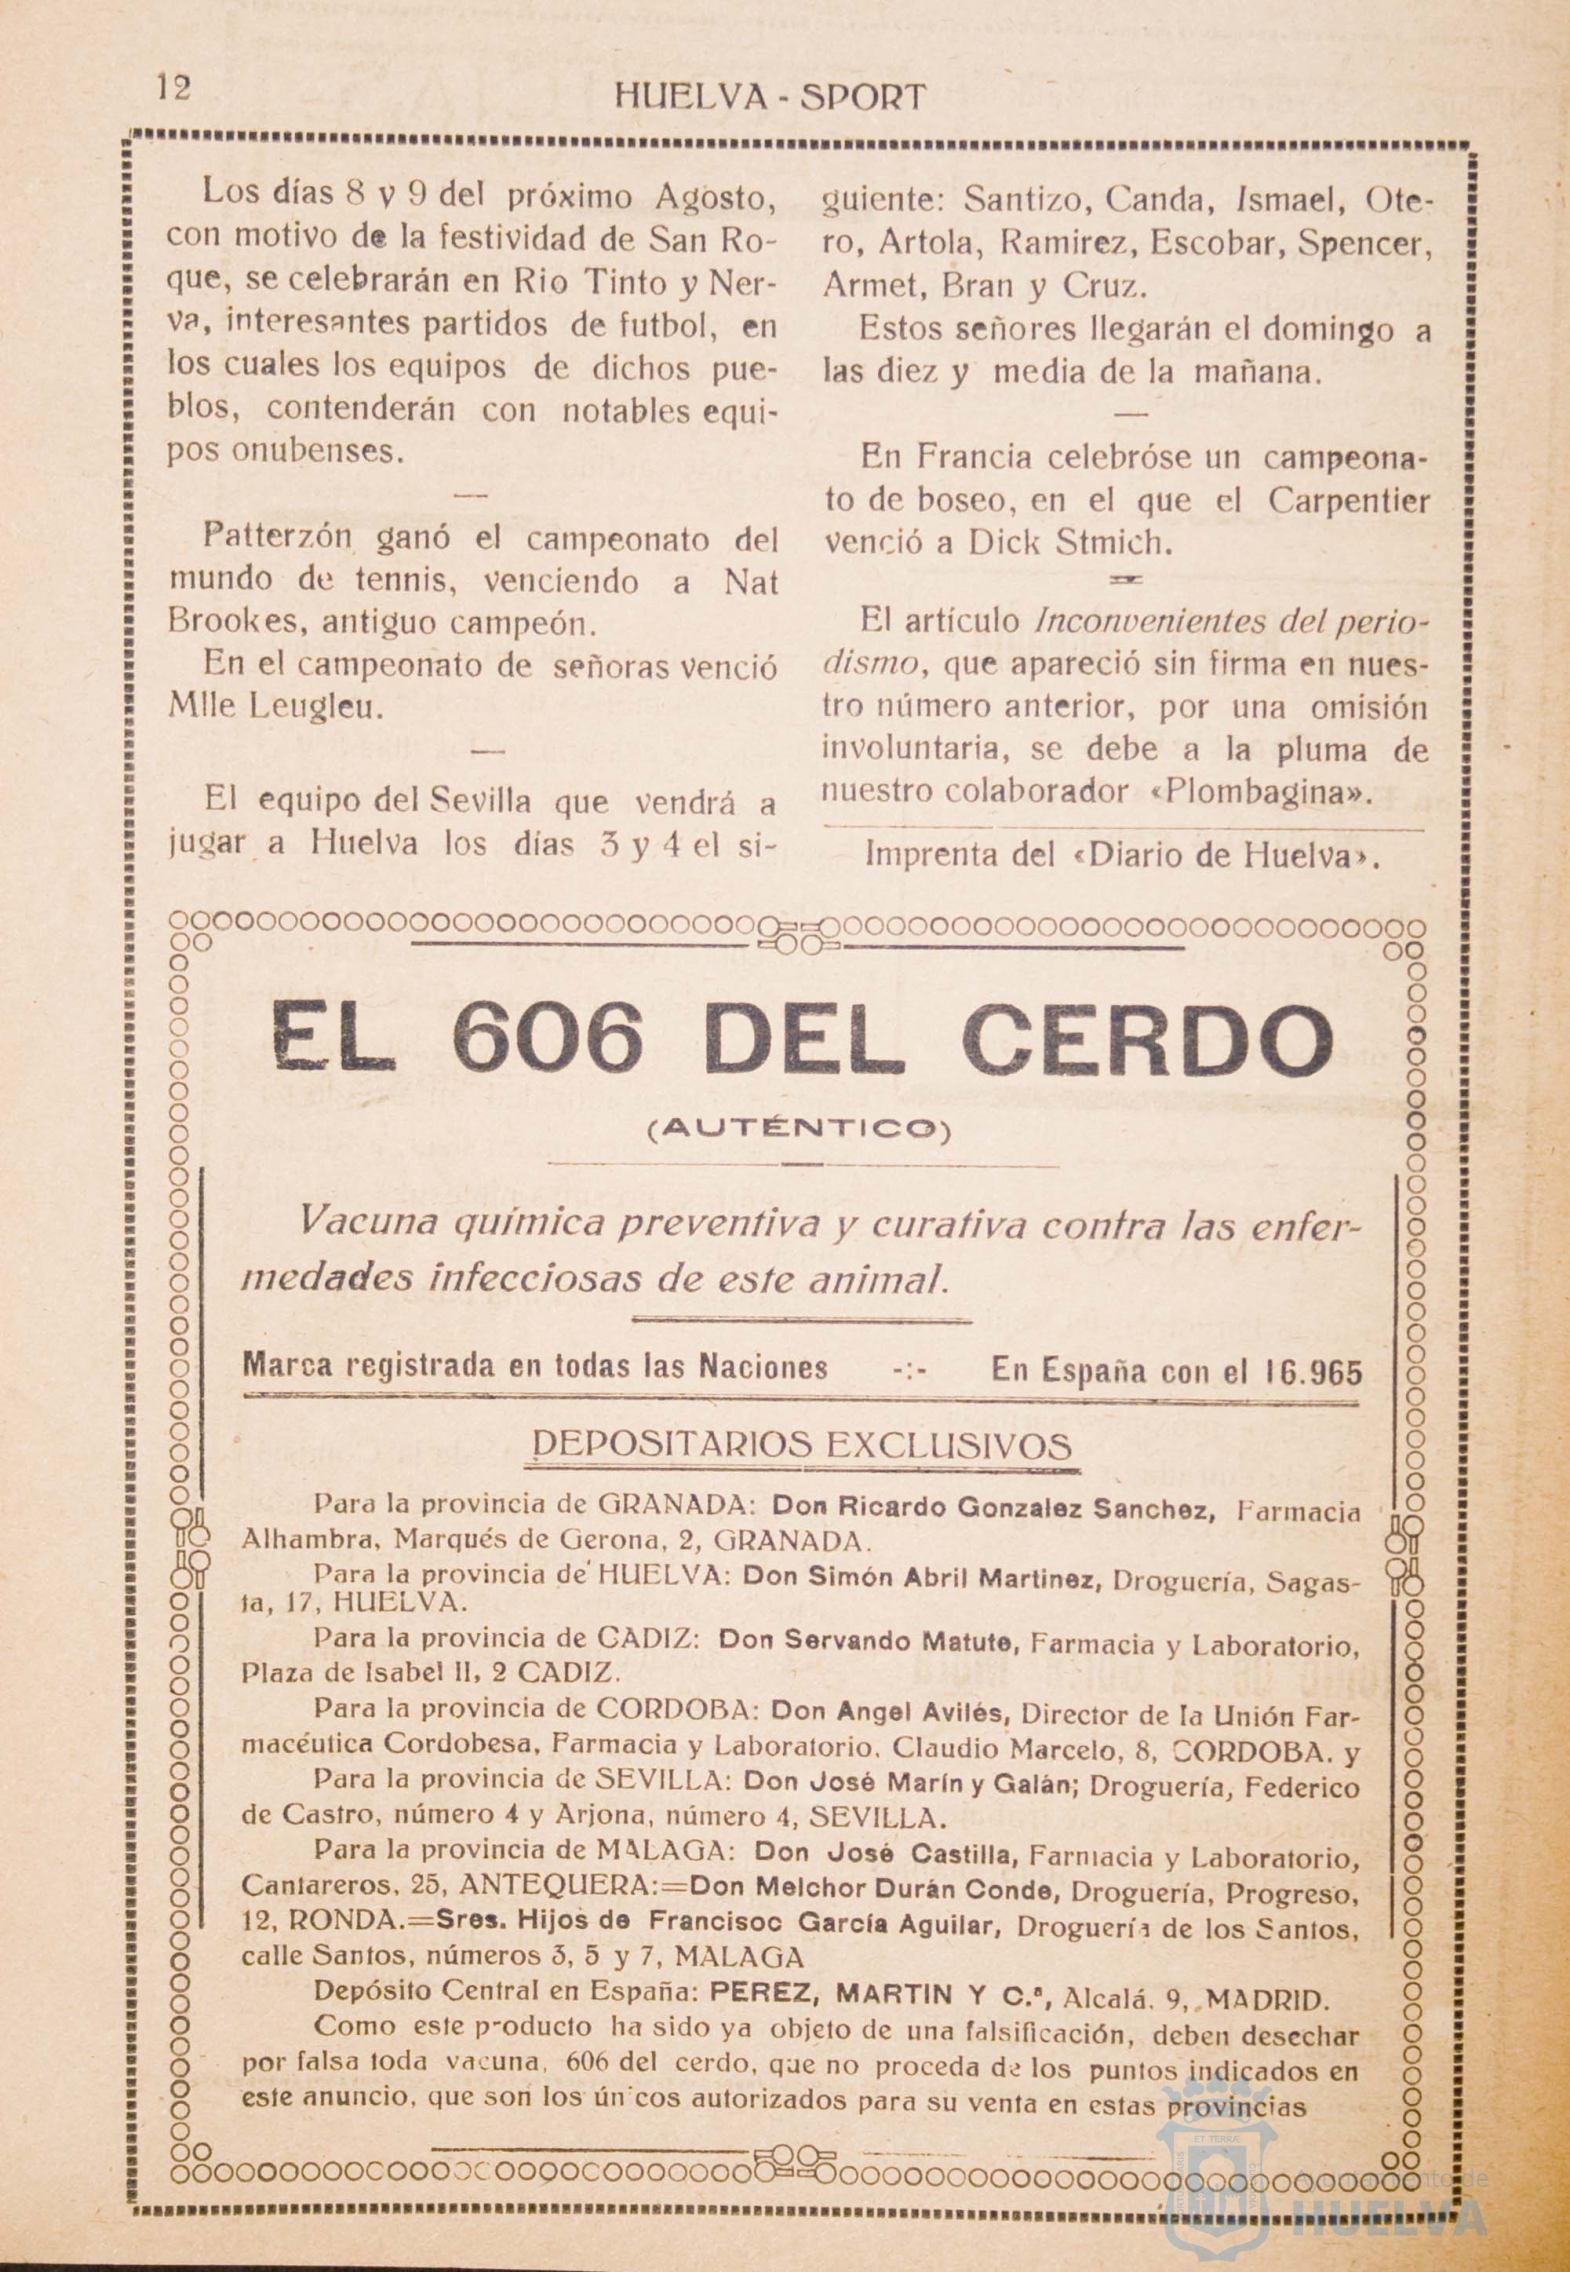 12
HUELVA - SPORT
Los días 8 y 9 del próximo Agosto,
con motivo de la festividad de San Ro-
que, se celebrarán en Rio Tinto y Ner-
va, interesantes partidos de futbol, en
los cuales los equipos de dichos pue-
blos, contenderán con notables equi-
pos onubenses.
Patterzón ganó el campeonato del
mundo de tennis, venciendo a Nat
Brookes, antiguo campeón.
En el campeonato de señoras venció
Mlle Leugleu.
El equipo del Sevilla que vendrá a
jugar a Huelva los días 3 y 4 el si-
guiente: Santizo, Canda, Ismael, Ote-
ro, Artola, Ramirez, Escobar, Spencer,
Armet, Bran y Cruz.
Estos señores llegarán el domingo a
las diez y media de la mañana.
En Francia celebróse un campeona-
to de boseo, en el que el Carpentier
venció a Dick Stmich.
El artículo Inconvenientes del perio-
dismo, que apareció sin firma en nues-
tro número anterior, por una omisión
involuntaria, se debe a la pluma de
nuestro colaborador «Plombagina».
Imprenta del «Diario de Huelva».
EL 606 DEL CERDO
(AUTÉNTICO)
Vacuna química preventiva y curativa contra las enfer-
medades infecciosas de este animal.
Marca registrada en todas las Naciones -:- En España con el 16.965
DEPOSITARIOS EXCLUSIVOS
Para la provincia de GRANADA: Don Ricardo Gonzalez Sanchez, Farmacia
Alhambra, Marqués de Gerona, 2, GRANADA.
Para la provincia de HUELVA: Don Simón Abril Martinez, Droguería, Sagas-
ta, 17, HUELVA.
Para la provincia de CADIZ: Don Servando Matute, Farmacia y Laboratorio,
Plaza de Isabel II, 2 CADIZ.
Para la provincia de CORDOBA: Don Angel Avilés, Director de la Unión Far-
macéutica Cordobesa, Farmacia y Laboratorio, Claudio Marcelo, 8, CORDOBA. y
Para la provincia de SEVILLA: Don José Marín y Galán; Droguería, Federico
de Castro, número 4 y Arjona, número 4, SEVILLA.
Para la provincia de MALAGA: Don José Castilla, Farmacia y Laboratorio,
Cantareros, 25, ANTEQUERA:=Don Melchor Durán Conde, Droguería, Progreso,
12, RONDA.=Sres. Hijos de Francisoc García Aguilar, Droguería de los Santos,
calle Santos, números 3, 5 y 7, MALAGA
Depósito Central en España: PEREZ, MARTIN Y C.ª, Alcalá. 9, MADRID.
Como este producto ha sido ya objeto de una falsificación, deben desechar
por falsa toda vacuna, 606 del cerdo, que no proceda de los puntos indicados en
este anuncio, que son los únicos autorizados para su venta en estas provincias
ET TERRÆ
Ayuntamiento de
HUELVA